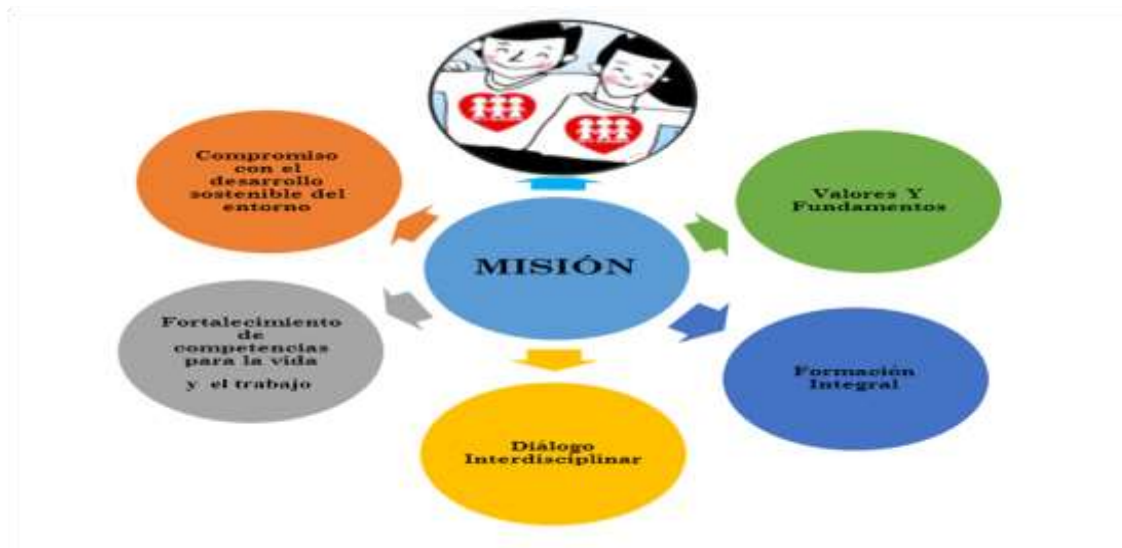 MISIÓN
Valores Y
Fundamentos
Formación
Integral
Diálogo
Interdisciplinar
Fortalecimiento
de
competencias
para la vida
y el trabajo
Compromiso
con el
desarrollo
sostenible del
entorno